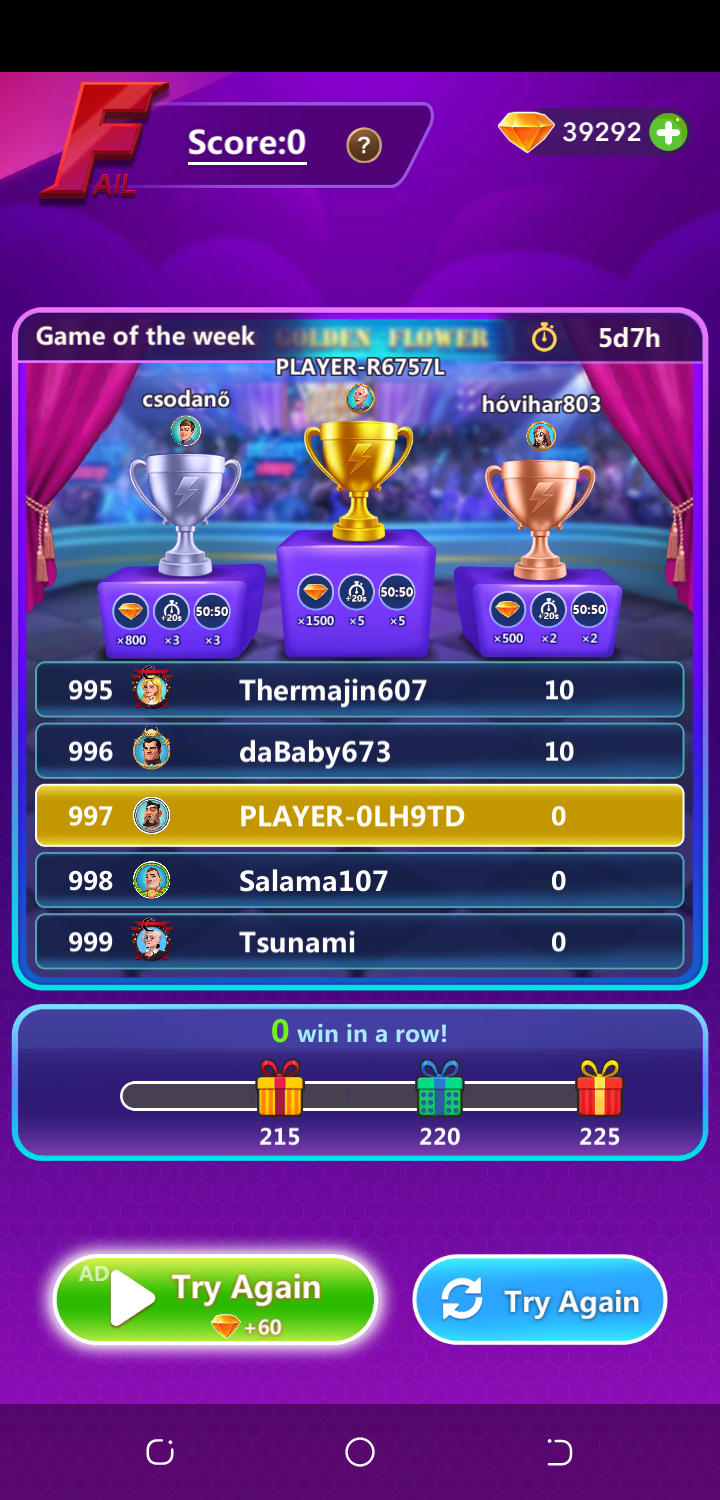 FAIL
Score:0
?
39292
Game of the week
GOLDEN FLOWER
5d7h
PLAYER-R6757L
csodanő
hóvihar803
+20s
50:50
×1500
×5
×5
+20s
50:50
×800
×3
×3
+20s
50:50
×500
×2
×2
995 Thermajin607 10
996 daBaby673 10
997 PLAYER-0LH9TD 0
998 Salama107 0
999 Tsunami 0
0 win in a row!
215 220 225
AD
Try Again
+60
Try Again